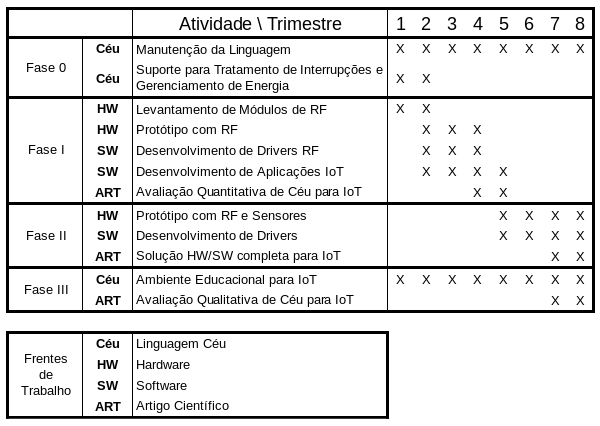 Atividade \ Trimestre 1 2 3 4 5 6 7 8
Fase 0
Céu Manutenção da Linguagem X X X X X X X X
Céu Suporte para Tratamento de Interrupções e
Gerenciamento de Energia X X
Fase I
HW Levantamento de Módulos de RF X X
HW Protótipo com RF X X X
SW Desenvolvimento de Drivers RF X X X
SW Desenvolvimento de Aplicações IoT X X X X
ART Avaliação Quantitativa de Céu para IoT X X
Fase II
HW Protótipo com RF e Sensores X X X X
SW Desenvolvimento de Drivers X X X X
ART Solução HW/SW completa para IoT X X
Fase III
Céu Ambiente Educacional para IoT X X X X X X X X
ART Avaliação Qualitativa de Céu para IoT X X
Frentes
de
Trabalho
Céu Linguagem Céu
HW Hardware
SW Software
ART Artigo Científico